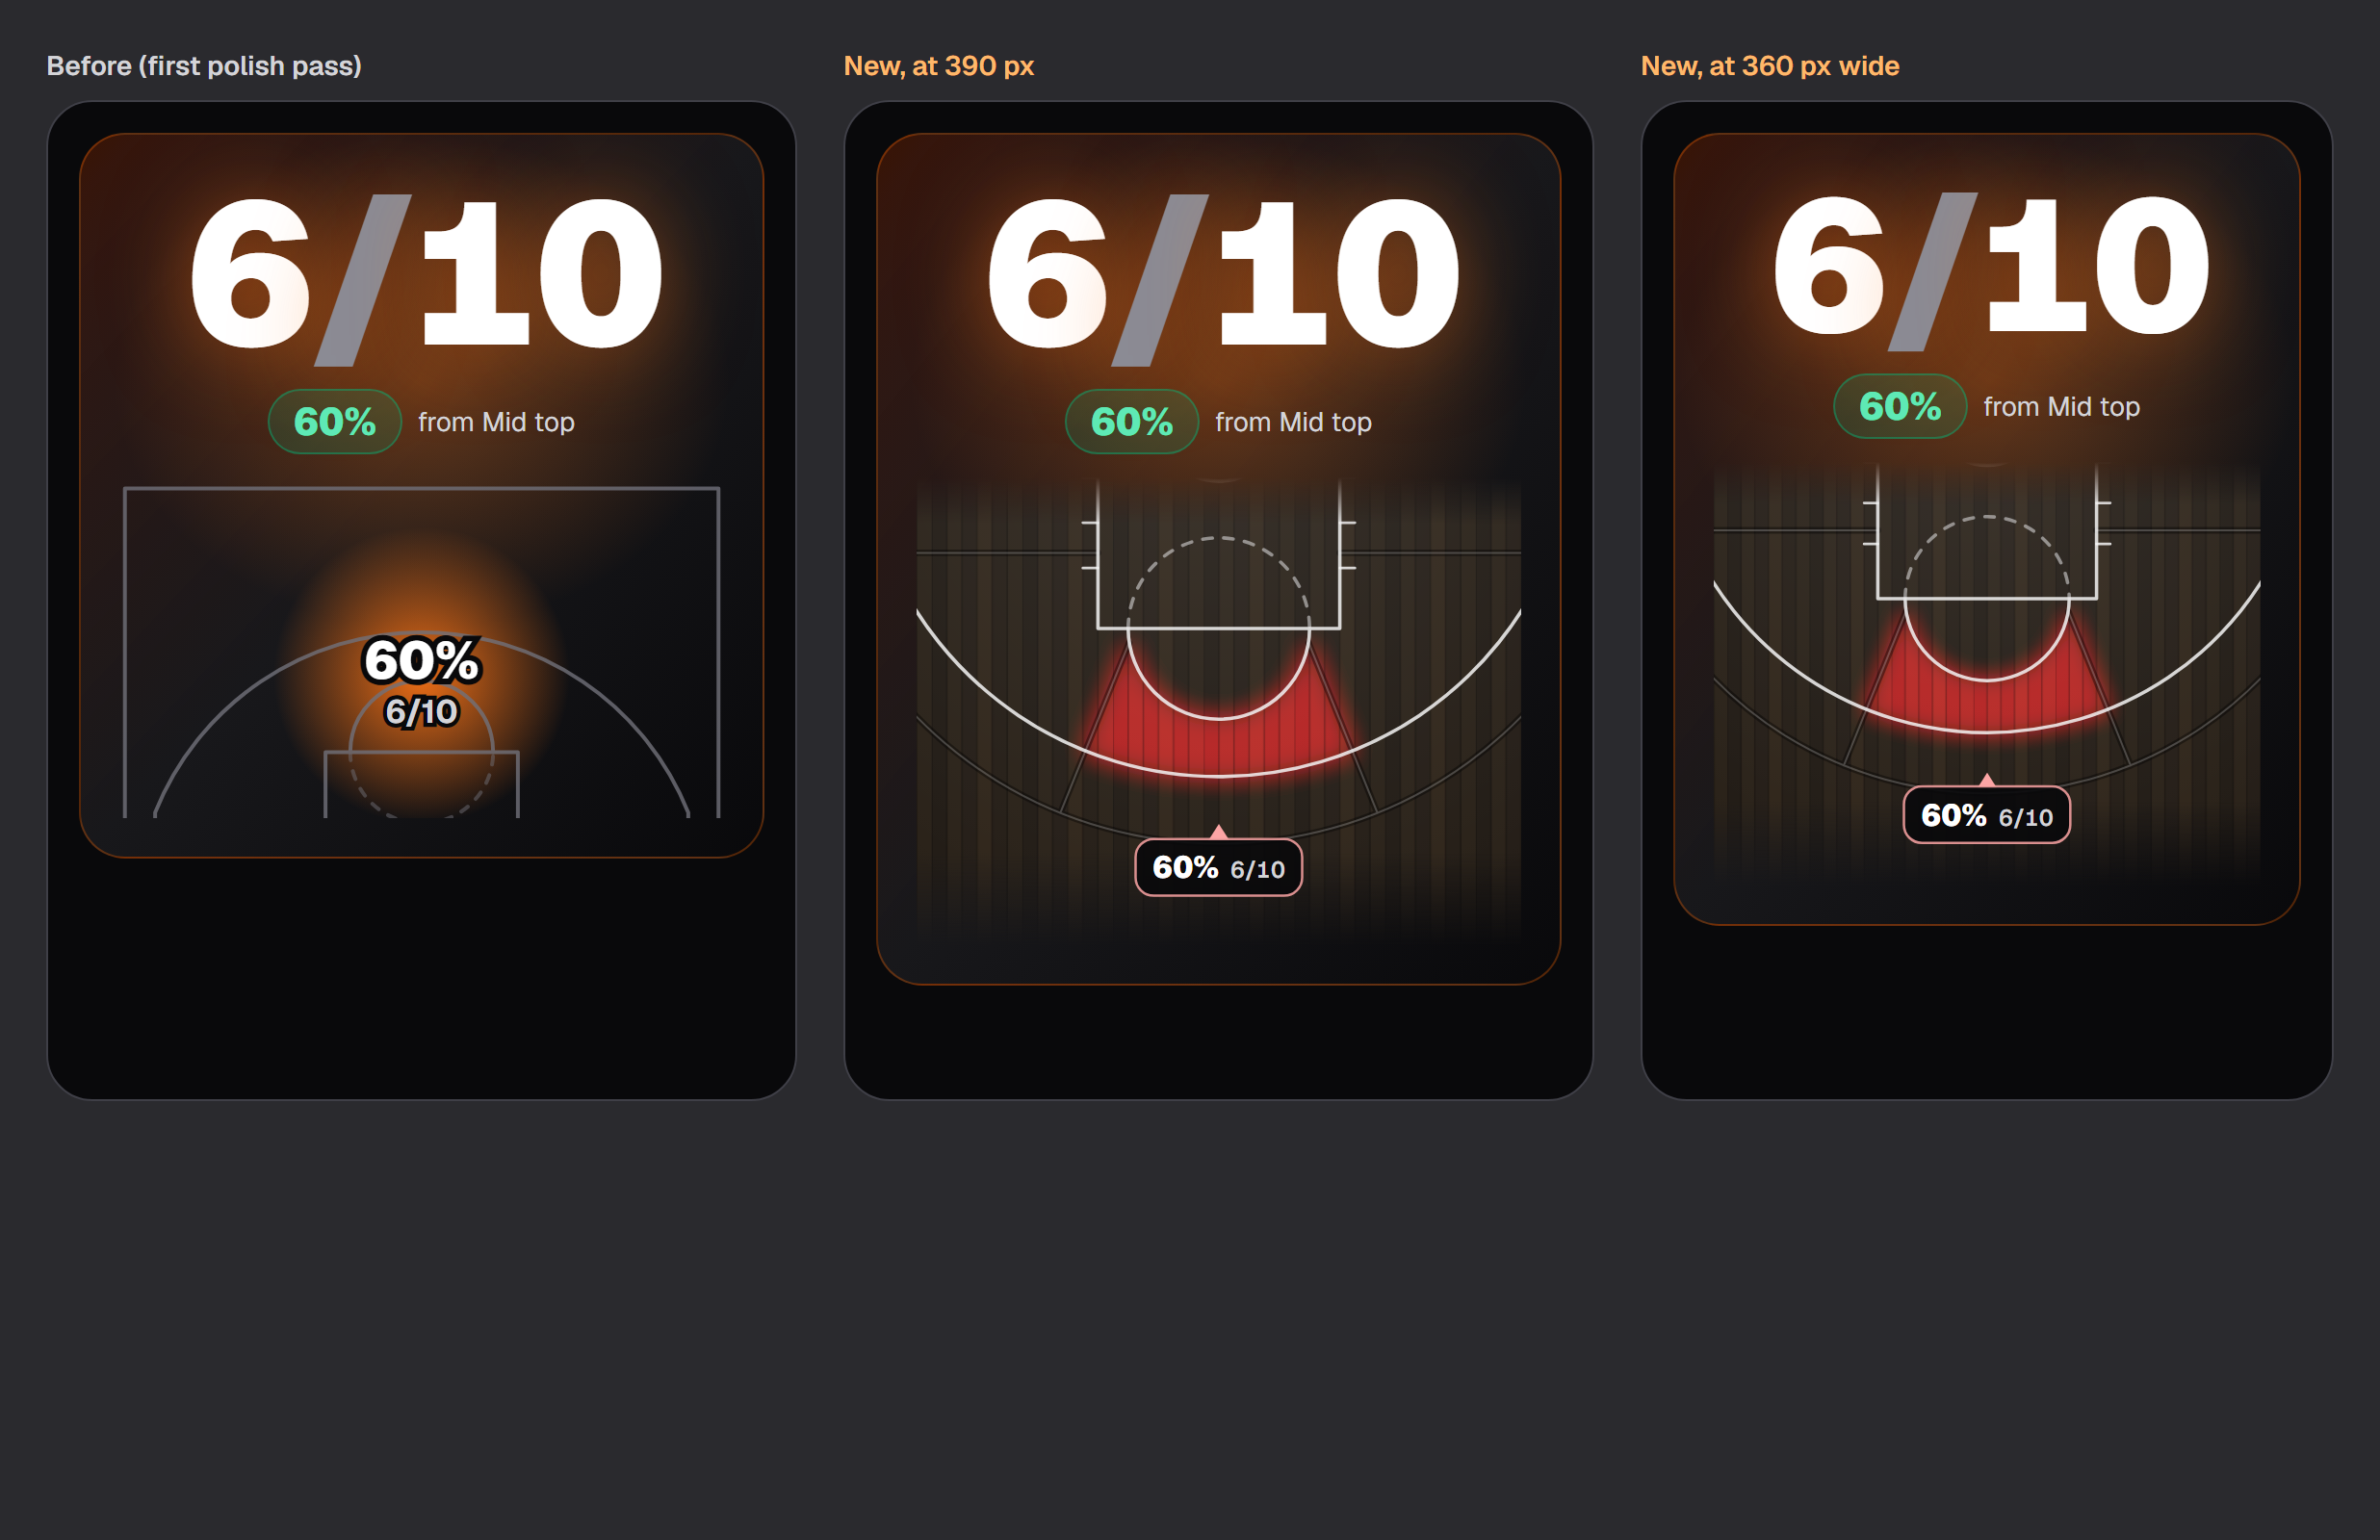 Before (first polish pass)
6/10
60% from Mid top
60%
6/10
New, at 390 px
6/10
60% from Mid top
60% 6/10
New, at 360 px wide
6/10
60% from Mid top
60% 6/10